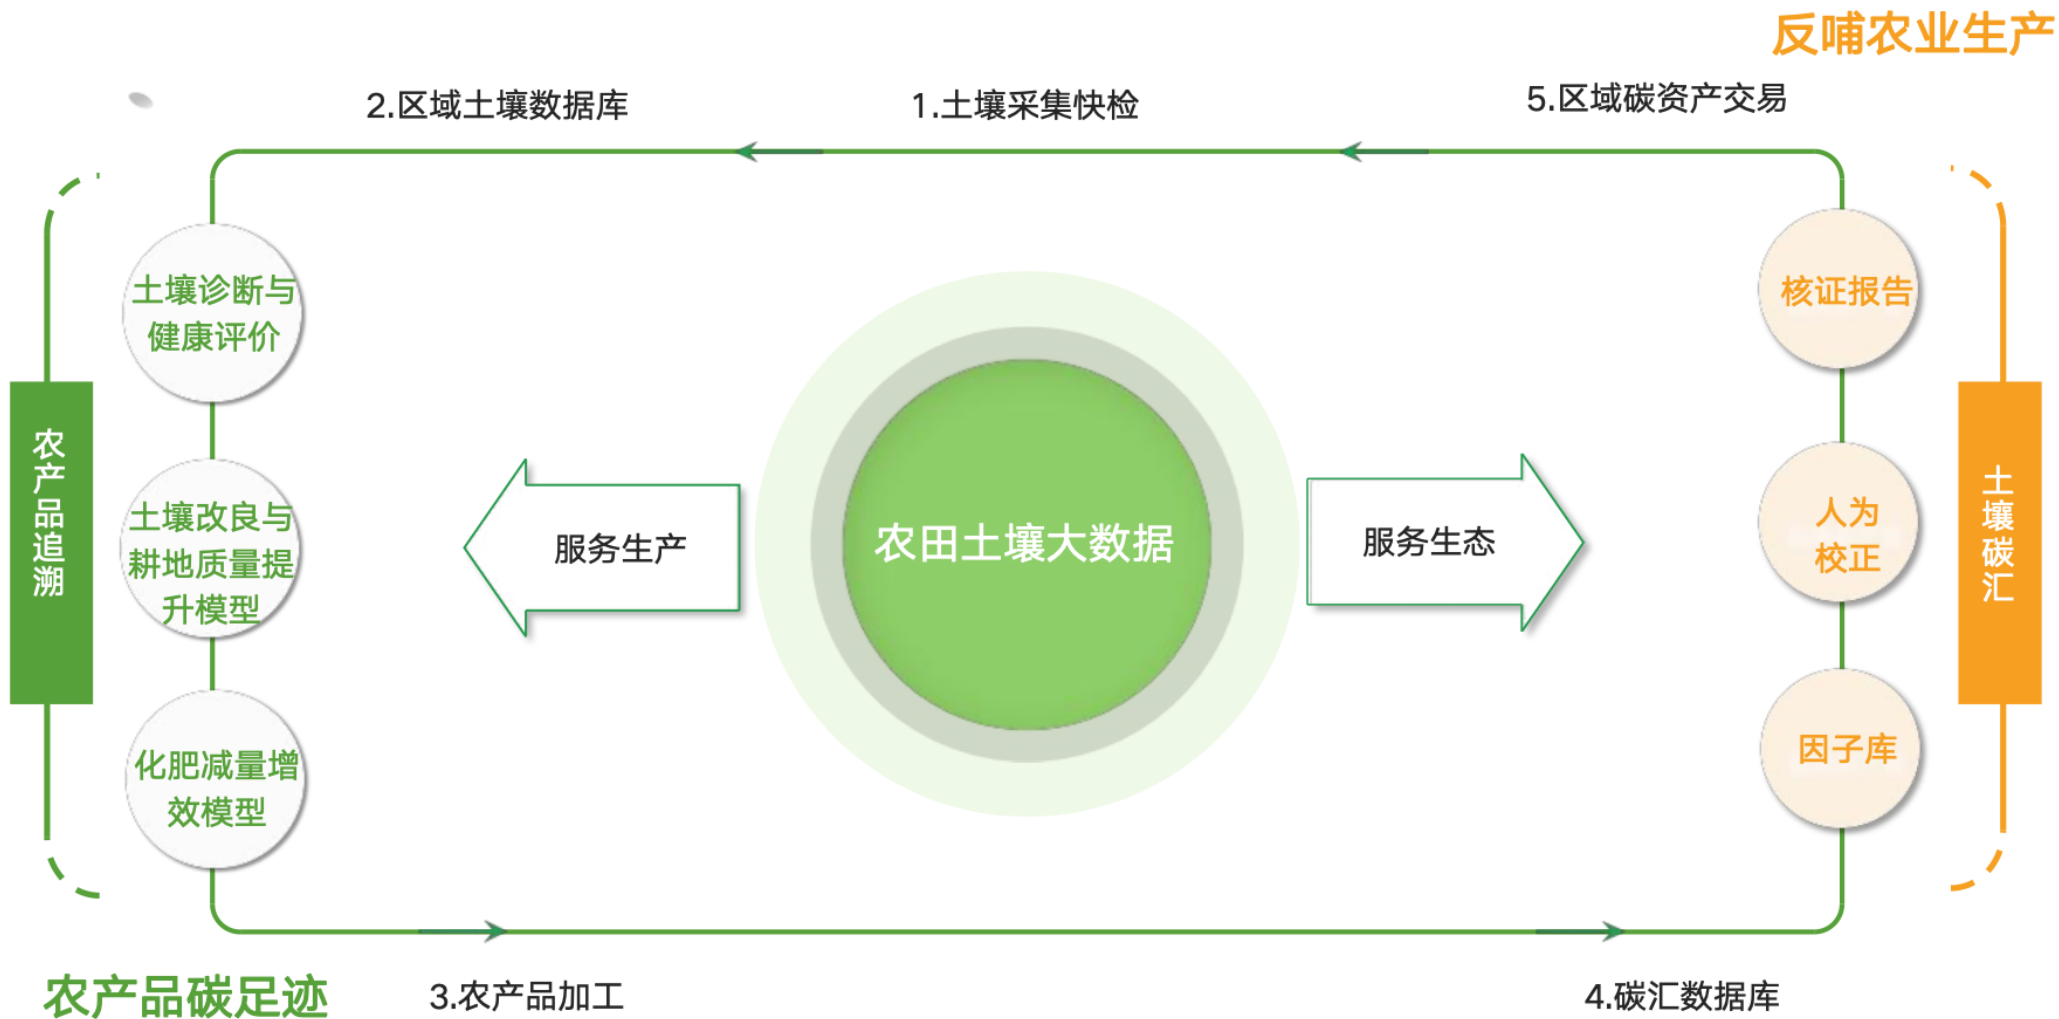 反哺农业生产
2.区域土壤数据库
1.土壤采集快检
5.区域碳资产交易
土壤诊断与
健康评价
核证报告
农产品追溯
土壤改良与
耕地质量提
升模型
服务生产
农田土壤大数据
服务生态
人为
校正
土壤碳汇
化肥减量增
效模型
因子库
农产品碳足迹
3.农产品加工
4.碳汇数据库